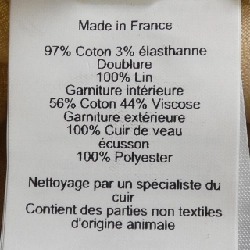 Made in France
97% Coton 3% élasthanne
Doublure
100% Lin
Garniture intérieure
56% Coton 44% Viscose
Garniture extérieure
100% Cuir de veau
écusson
100% Polyester
Nettoyage par un spécialiste du
cuir
Contient des parties non textiles
d'origine animale